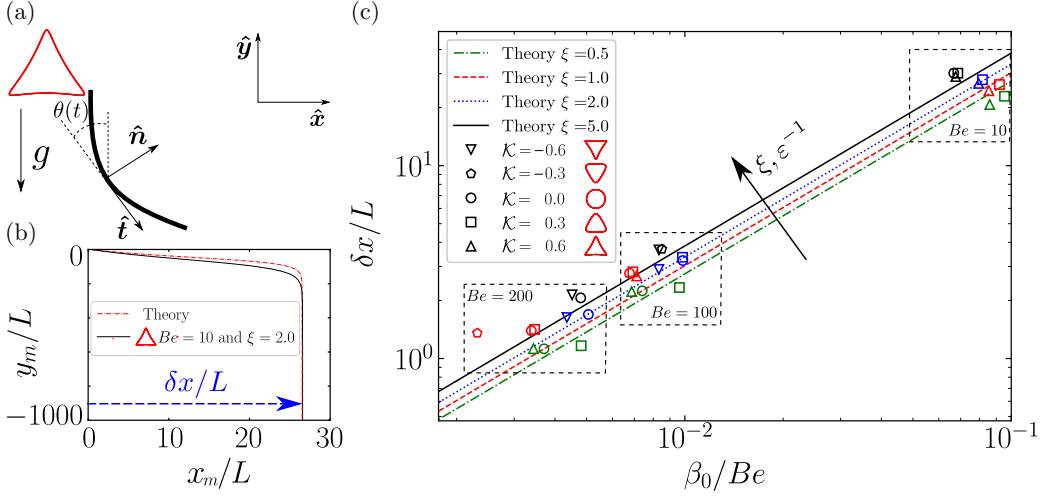 (a)
θ(t)
g
n̂
t̂
ŷ
x̂
(b)
0
−1000
y_m/L
Theory
Be = 10 and ξ = 2.0
δx/L
0 10 20 30
x_m/L
(c)
δx/L
10^1
10^0
Theory ξ = 0.5
Theory ξ = 1.0
Theory ξ = 2.0
Theory ξ = 5.0
𝒦 = −0.6
𝒦 = −0.3
𝒦 = 0.0
𝒦 = 0.3
𝒦 = 0.6
Be = 10
ξ, ε^{−1}
Be = 200
Be = 100
10^{−2} 10^{−1}
β_0/Be